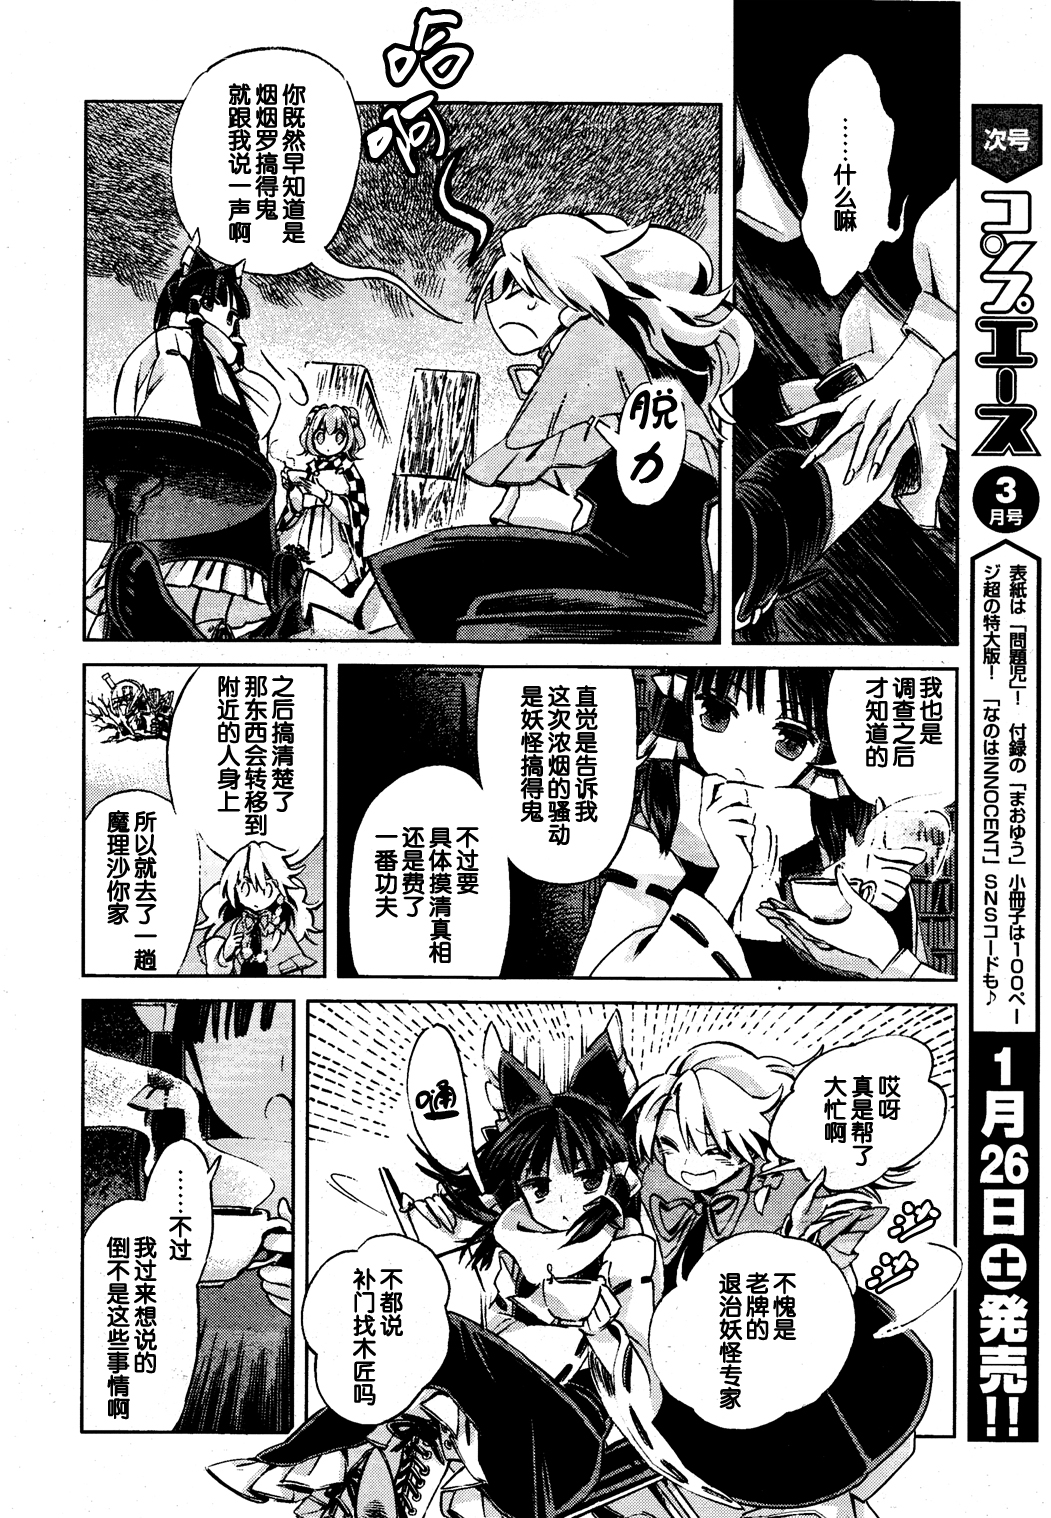 ……
什么嘛
哈
啊
你既然早知道是
烟烟罗搞得鬼
就跟我说一声啊
脱
力
我也是
调查之后
才知道的
直觉是告诉我
这次浓烟的骚动
是妖怪搞得鬼
不过要
具体摸清真相
还是费了
一番功夫
之后搞清楚了
那东西会转移到
附近的人身上
所以就去了一趟
魔理沙你家
哎呀
真是帮了
大忙啊
不愧是
老牌的
退治妖怪专家
沙
沙
嗵
不都说
补门找木匠吗
……不过
我过来想说的
倒不是这些事情啊
次号
コンプエース
3
月号
表紙は「問題児」! 付録の「まおゆう」小冊子は100ペー
ジ超の特大版!「なのはINNOCENT」SNSコードも♪
1月26日土発売!!